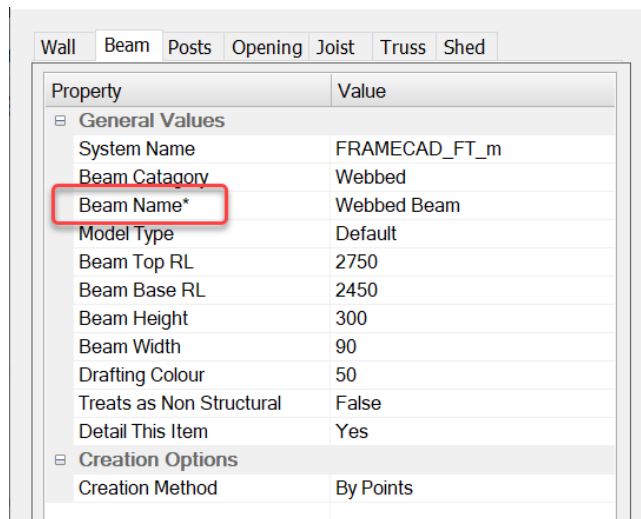 Wall Beam Posts Opening Joist Truss Shed
Property Value
General Values
System Name FRAMECAD_FT_m
Beam Catagory Webbed
Beam Name* Webbed Beam
Model Type Default
Beam Top RL 2750
Beam Base RL 2450
Beam Height 300
Beam Width 90
Drafting Colour 50
Treats as Non Structural False
Detail This Item Yes
Creation Options
Creation Method By Points